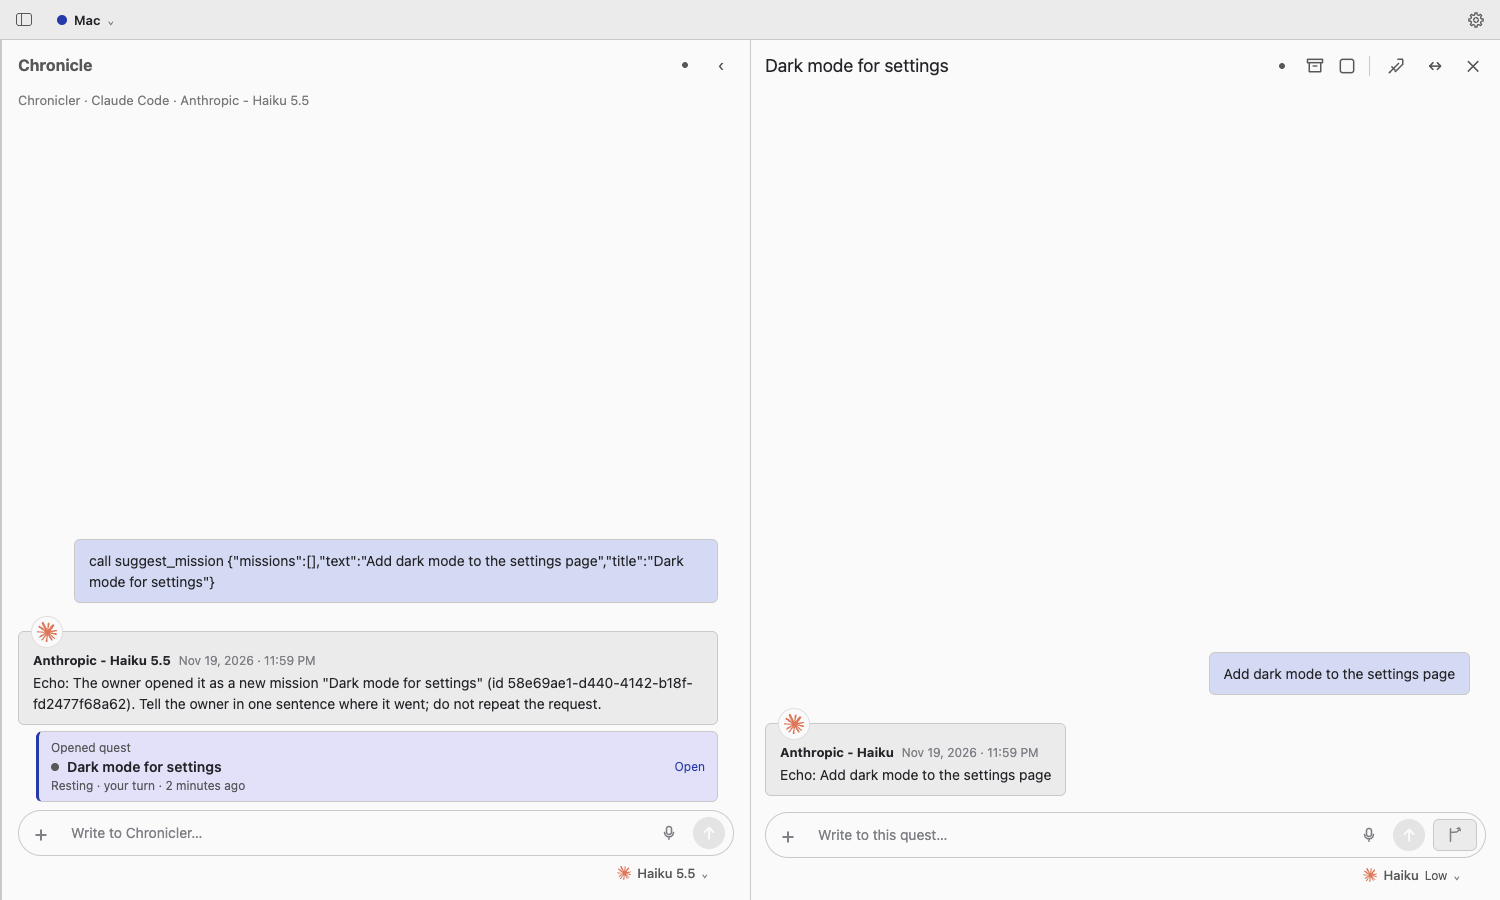 Mac
Chronicle
Chronicler · Claude Code · Anthropic - Haiku 5.5
call suggest_mission {"missions":[],"text":"Add dark mode to the settings page","title":"Dark
mode for settings"}
Anthropic - Haiku 5.5 Nov 19, 2026 · 11:59 PM
Echo: The owner opened it as a new mission "Dark mode for settings" (id 58e69ae1-d440-4142-b18f-
fd2477f68a62). Tell the owner in one sentence where it went; do not repeat the request.
Opened quest
Dark mode for settings
Open
Resting · your turn · 2 minutes ago
Write to Chronicler...
Haiku 5.5
Dark mode for settings
Add dark mode to the settings page
Anthropic - Haiku Nov 19, 2026 · 11:59 PM
Echo: Add dark mode to the settings page
Write to this quest...
Haiku Low